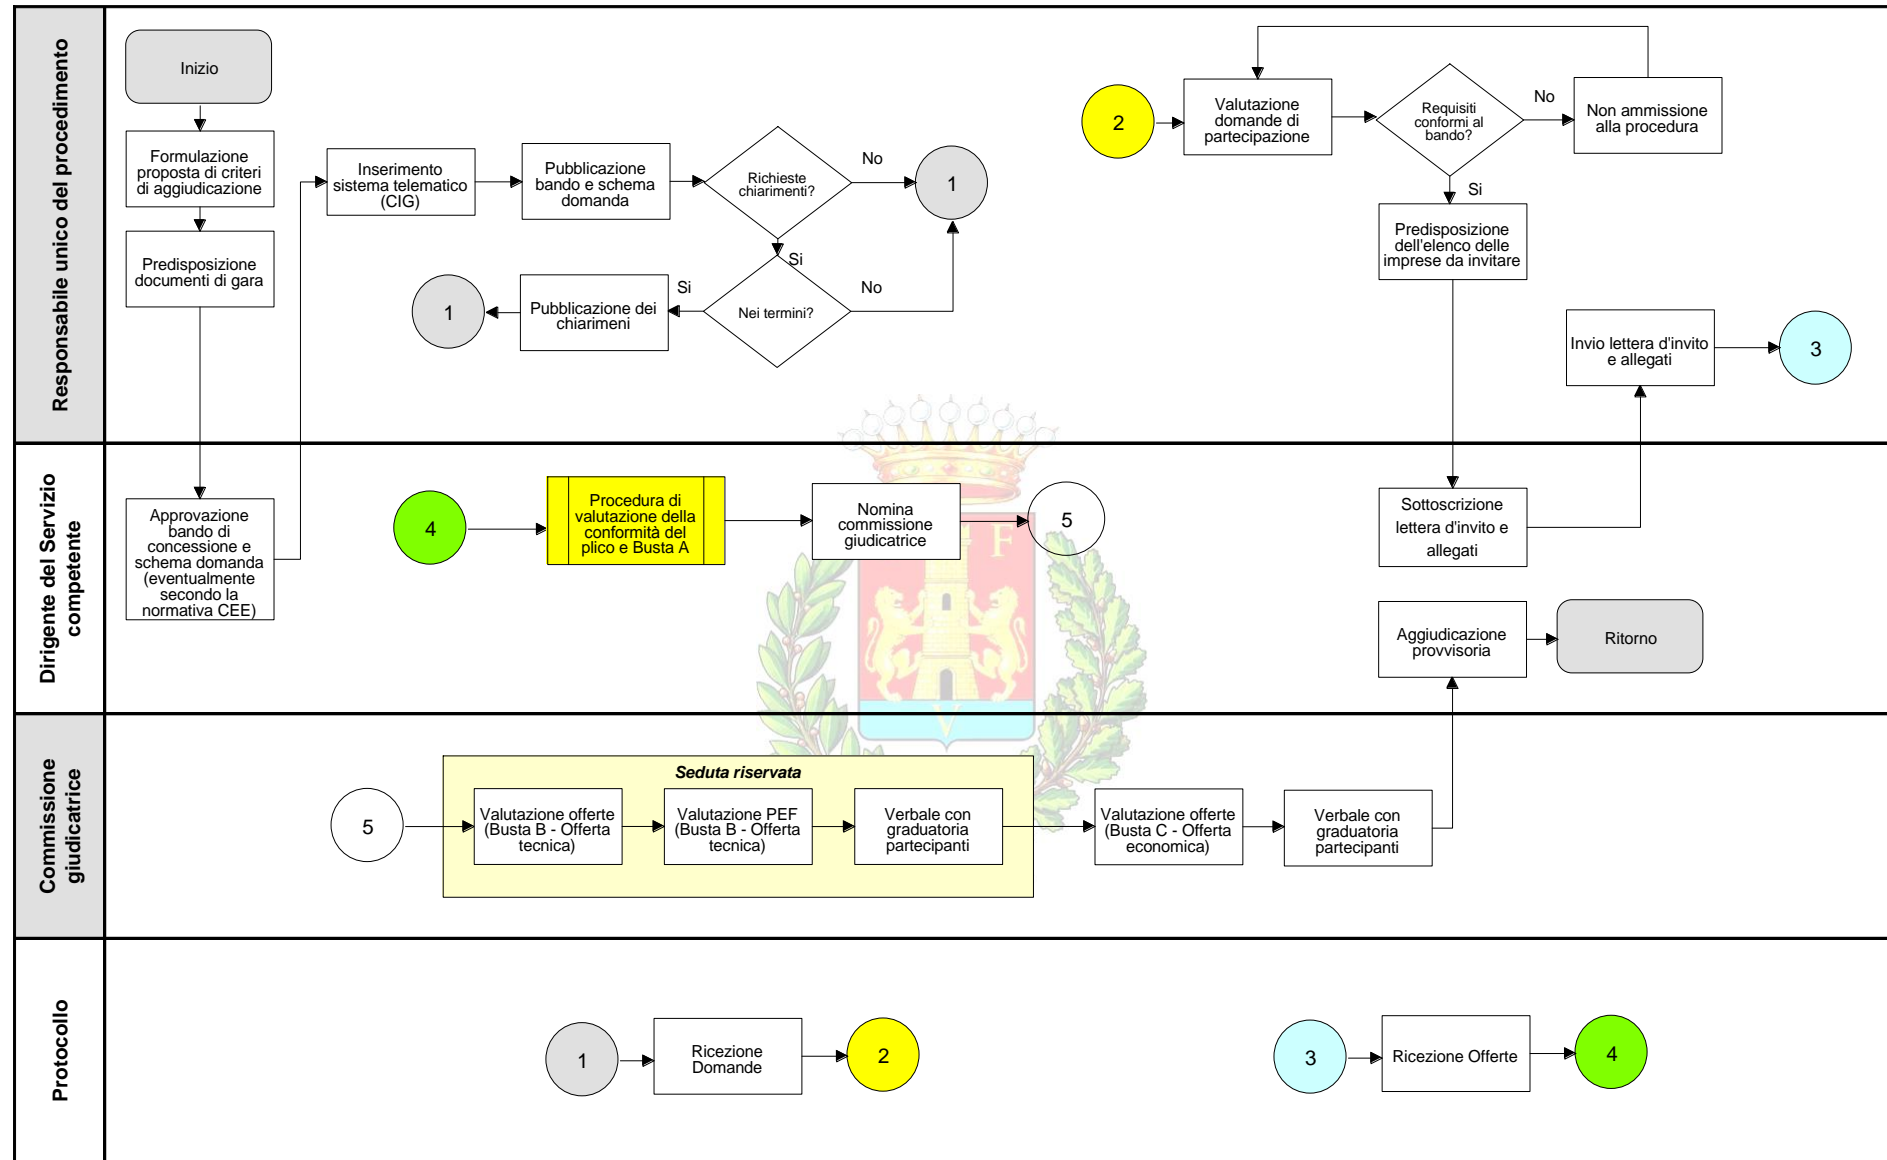 Responsabile unico del procedimento
Inizio
Formulazione
proposta di criteri
di aggiudicazione
Predisposizione
documenti di gara
Inserimento
sistema telematico
(CIG)
Pubblicazione
bando e schema
domanda
Richieste
chiarimenti?
No
1
Si
Nei termini?
No
Si
Pubblicazione dei
chiarimeni
1
2
Valutazione
domande di
partecipazione
Requisiti
conformi al
bando?
No
Non ammissione
alla procedura
Si
Predisposizione
dell'elenco delle
imprese da invitare
Invio lettera d'invito
e allegati
3
Dirigente del Servizio
competente
Approvazione
bando di
concessione e
schema domanda
(eventualmente
secondo la
normativa CEE)
4
Procedura di
valutazione della
conformità del
plico e Busta A
Nomina
commissione
giudicatrice
5
F
V
Sottoscrizione
lettera d'invito e
allegati
Aggiudicazione
provvisoria
Ritorno
Commissione
giudicatrice
5
Seduta riservata
Valutazione offerte
(Busta B - Offerta
tecnica)
Valutazione PEF
(Busta B - Offerta
tecnica)
Verbale con
graduatoria
partecipanti
Valutazione offerte
(Busta C - Offerta
economica)
Verbale con
graduatoria
partecipanti
Protocollo
1
Ricezione
Domande
2
3
Ricezione Offerte
4